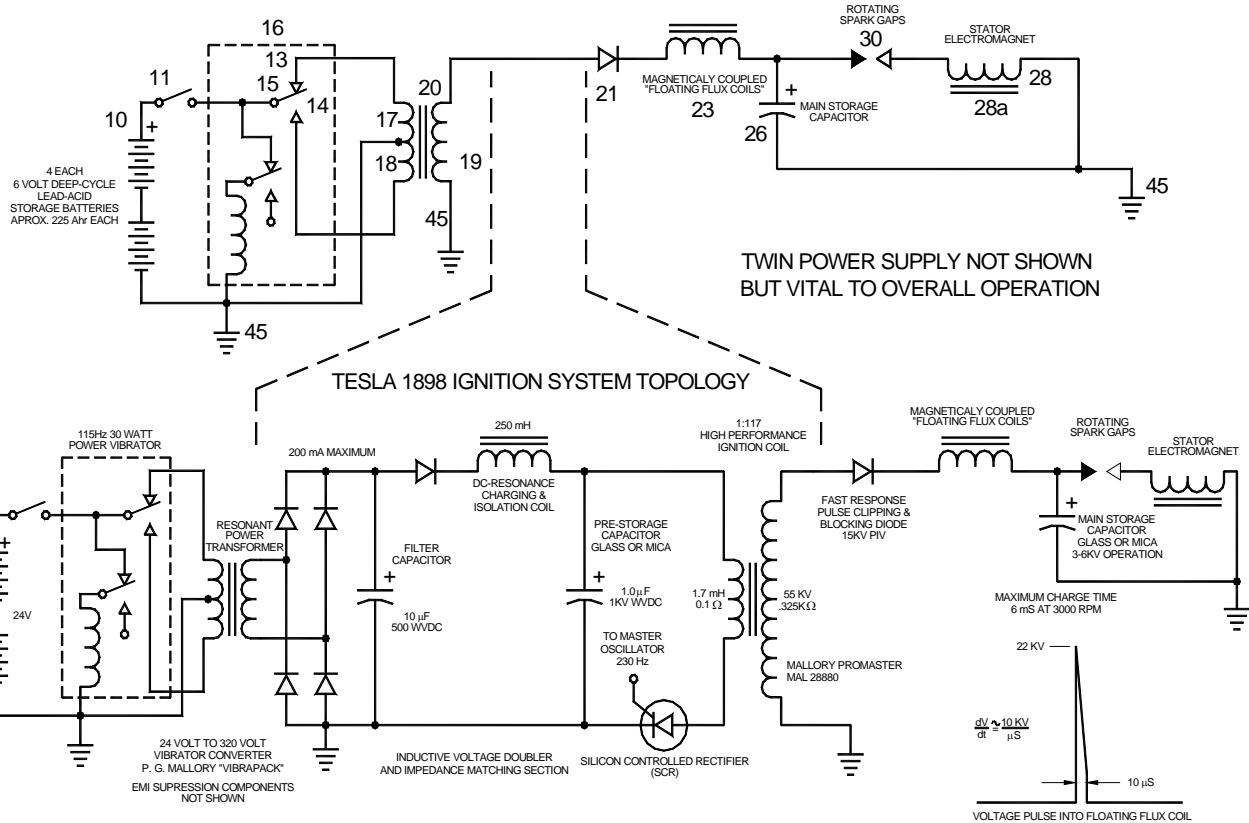 16
13
11
15
14
10
+
17
18
20
19
45
45
4 EACH
6 VOLT DEEP-CYCLE
LEAD-ACID
STORAGE BATTERIES
APROX. 225 Ahr EACH
21
MAGNETICALY COUPLED
"FLOATING FLUX COILS"
23
+
MAIN STORAGE
CAPACITOR
26
ROTATING
SPARK GAPS
30
STATOR
ELECTROMAGNET
28
28a
45
TWIN POWER SUPPLY NOT SHOWN
BUT VITAL TO OVERALL OPERATION
TESLA 1898 IGNITION SYSTEM TOPOLOGY
115Hz 30 WATT
POWER VIBRATOR
+
24V
RESONANT
POWER
TRANSFORMER
24 VOLT TO 320 VOLT
VIBRATOR CONVERTER
P. G. MALLORY "VIBRAPACK"
EMI SUPRESSION COMPONENTS
NOT SHOWN
200 mA MAXIMUM
FILTER
CAPACITOR
+
10 µF
500 WVDC
250 mH
DC-RESONANCE
CHARGING &
ISOLATION COIL
PRE-STORAGE
CAPACITOR
GLASS OR MICA
+
1.0 µF
1KV WVDC
INDUCTIVE VOLTAGE DOUBLER
AND IMPEDANCE MATCHING SECTION
TO MASTER
OSCILLATOR
230 Hz
SILICON CONTROLLED RECTIFIER
(SCR)
1:117
HIGH PERFORMANCE
IGNITION COIL
1.7 mH
0.1 Ω
55 KV
.325KΩ
MALLORY PROMASTER
MAL 28880
FAST RESPONSE
PULSE CLIPPING &
BLOCKING DIODE
15KV PIV
MAGNETICALY COUPLED
"FLOATING FLUX COILS"
ROTATING
SPARK GAPS
STATOR
ELECTROMAGNET
+
MAIN STORAGE
CAPACITOR
GLASS OR MICA
3-6KV OPERATION
MAXIMUM CHARGE TIME
6 mS AT 3000 RPM
22 KV
dV/dt ≃ 10 KV/µS
10 µS
VOLTAGE PULSE INTO FLOATING FLUX COIL